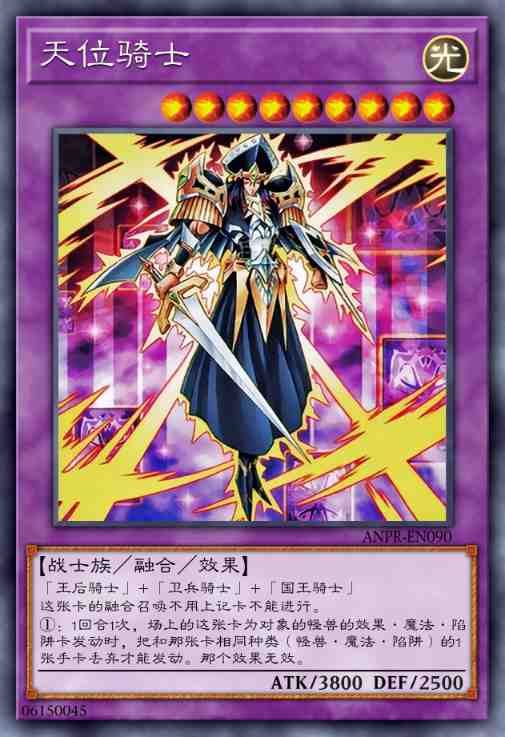 天位骑士
光
ANPR-EN090
【战士族／融合／效果】
「王后骑士」+「卫兵骑士」+「国王骑士」
这张卡的融合召唤不用上记卡不能进行。
①：1回合1次，场上的这张卡为对象的怪兽的效果·魔法·陷
阱卡发动时，把和那张卡相同种类（怪兽·魔法·陷阱）的1
张手卡丢弃才能发动。那个效果无效。
ATK/3800 DEF/2500
06150045